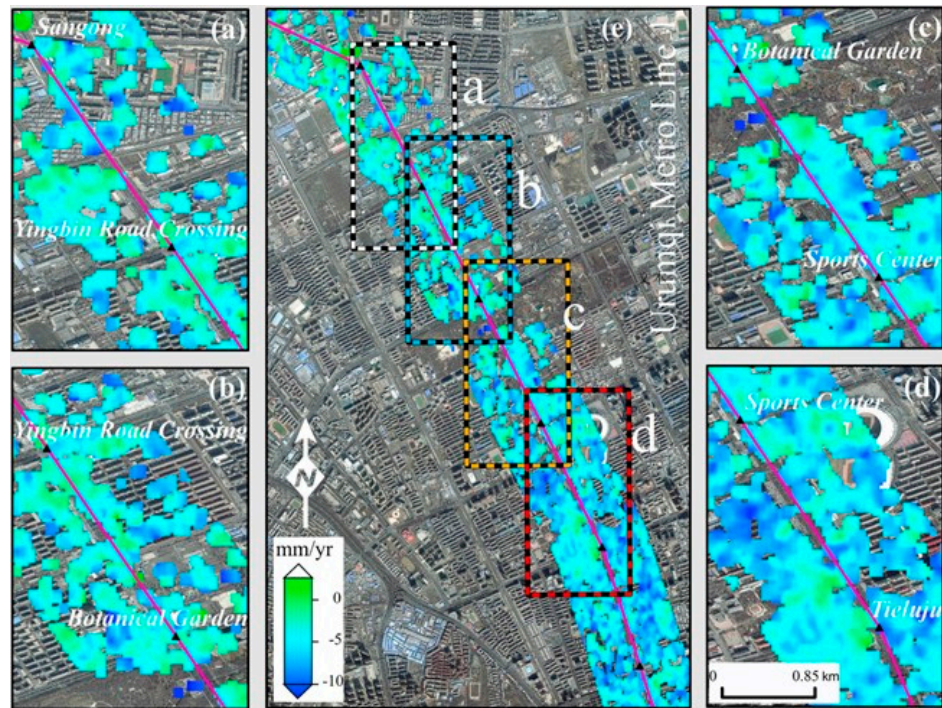 Sangong
(a)
Yingbin Road Crossing
(b)
Yingbin Road Crossing
Botanical Garden
(e)
a
b
c
d
Urumqi Metro Line 1
N
mm/yr
0
-5
-10
(c)
Botanical Garden
Sports Center
(d)
Sports Center
Tieluju
0
0.85 km